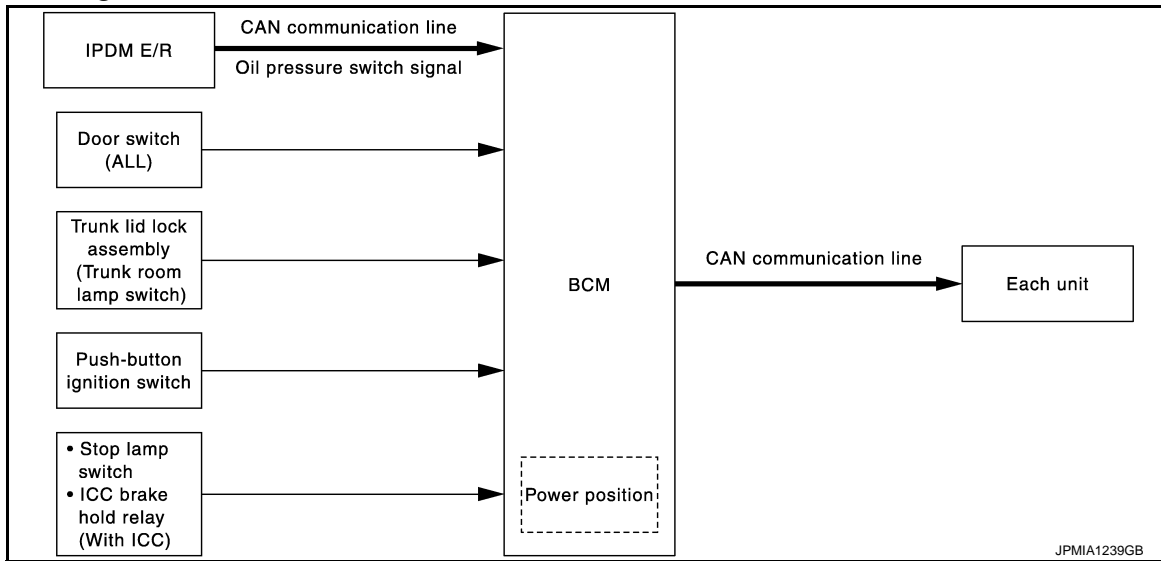 IPDM E/R
CAN communication line
Oil pressure switch signal
Door switch
(ALL)
Trunk lid lock
assembly
(Trunk room
lamp switch)
Push-button
ignition switch
• Stop lamp
switch
• ICC brake
hold relay
(With ICC)
BCM
Power position
CAN communication line
Each unit
JPMIA1239GB